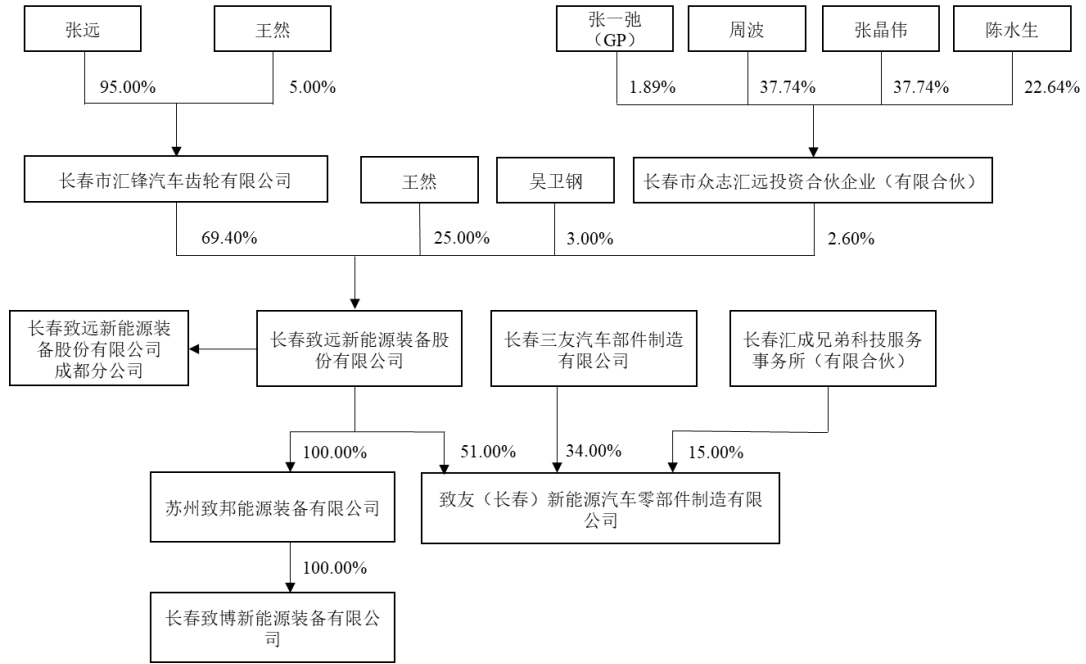 张远
王然
张一弛
（GP）
周波
张晶伟
陈水生
95.00%
5.00%
1.89%
37.74%
37.74%
22.64%
长春市汇锋汽车齿轮有限公司
王然
吴卫钢
长春市众志汇远投资合伙企业（有限合伙）
69.40%
25.00%
3.00%
2.60%
长春致远新能源装
备股份有限公司
成都分公司
长春致远新能源装备股
份有限公司
长春三友汽车部件制造
有限公司
长春汇成兄弟科技服务
事务所（有限合伙）
100.00%
51.00%
34.00%
15.00%
苏州致邦能源装备有限公司
致友（长春）新能源汽车零部件制造有限
公司
100.00%
长春致博新能源装备有限公
司